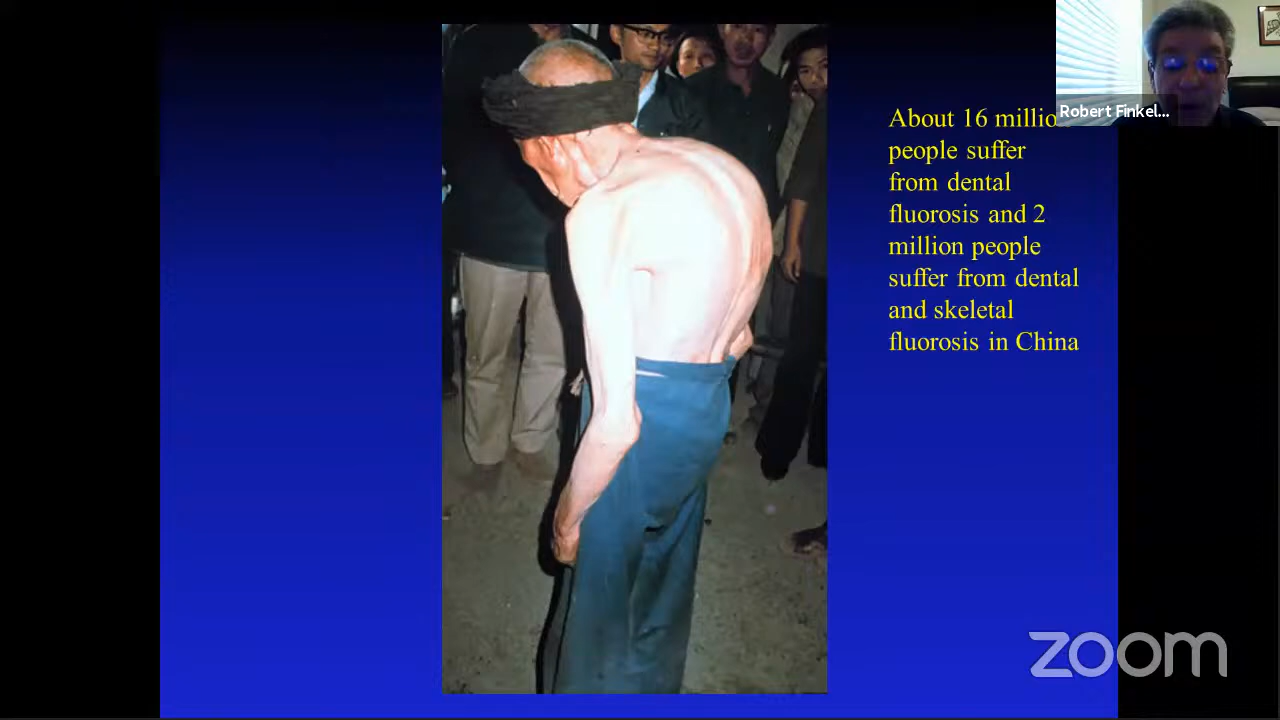 About 16 millio
people suffer
from dental
fluorosis and 2
million people
suffer from dental
and skeletal
fluorosis in China
Robert Finkel...
zoom